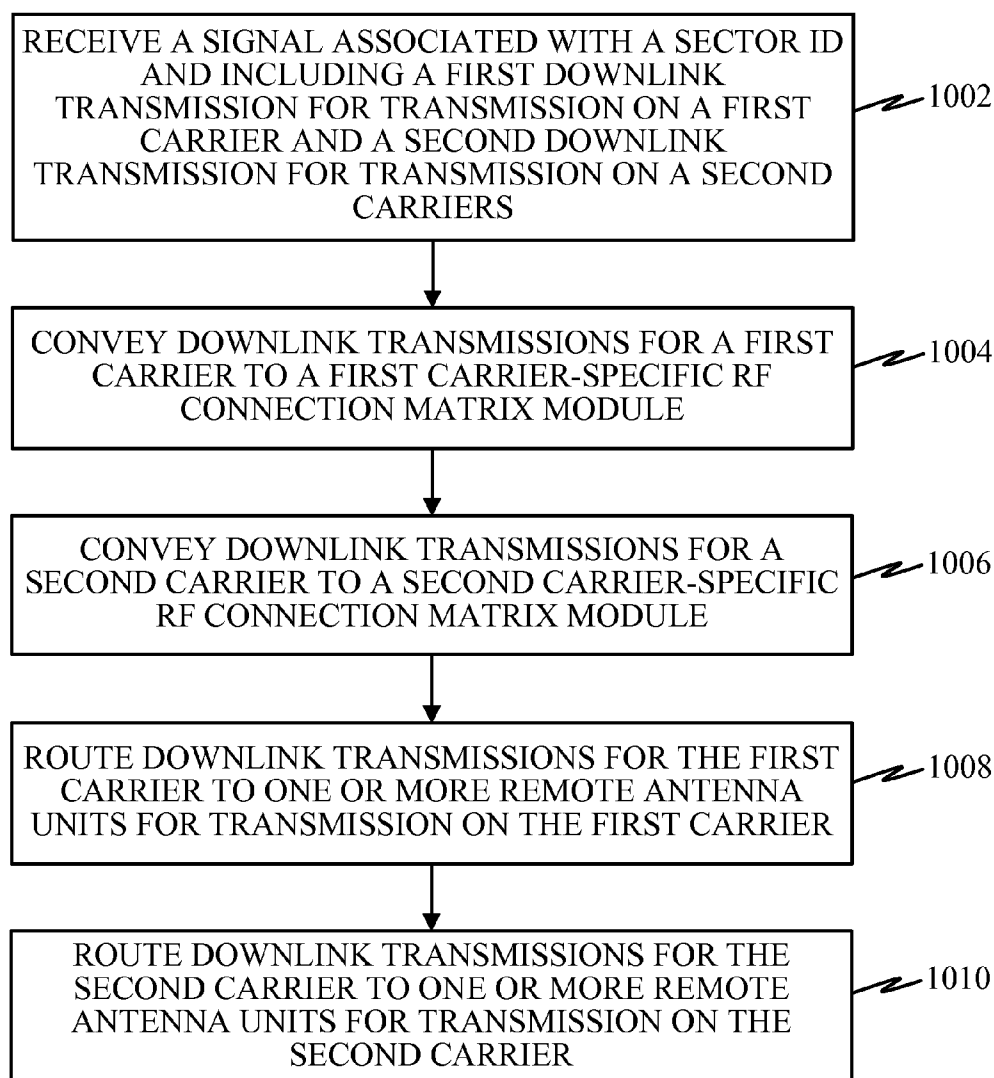 RECEIVE A SIGNAL ASSOCIATED WITH A SECTOR ID
AND INCLUDING A FIRST DOWNLINK
TRANSMISSION FOR TRANSMISSION ON A FIRST
CARRIER AND A SECOND DOWNLINK
TRANSMISSION FOR TRANSMISSION ON A SECOND
CARRIERS
1002
CONVEY DOWNLINK TRANSMISSIONS FOR A FIRST
CARRIER TO A FIRST CARRIER-SPECIFIC RF
CONNECTION MATRIX MODULE
1004
CONVEY DOWNLINK TRANSMISSIONS FOR A
SECOND CARRIER TO A SECOND CARRIER-SPECIFIC
RF CONNECTION MATRIX MODULE
1006
ROUTE DOWNLINK TRANSMISSIONS FOR THE FIRST
CARRIER TO ONE OR MORE REMOTE ANTENNA
UNITS FOR TRANSMISSION ON THE FIRST CARRIER
1008
ROUTE DOWNLINK TRANSMISSIONS FOR THE
SECOND CARRIER TO ONE OR MORE REMOTE
ANTENNA UNITS FOR TRANSMISSION ON THE
SECOND CARRIER
1010